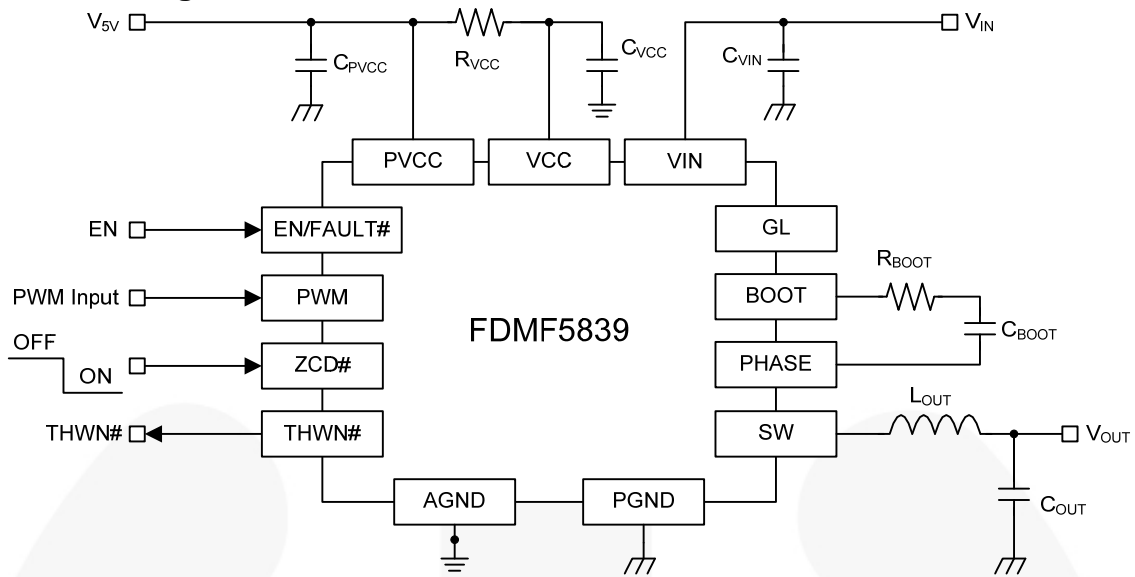 V5V
RVCC
CPVCC
CVCC
CVIN
VIN
PVCC
VCC
VIN
EN
EN/FAULT#
GL
RBOOT
PWM Input
PWM
BOOT
FDMF5839
CBOOT
OFF
ON
ZCD#
PHASE
LOUT
THWN#
THWN#
SW
VOUT
AGND
PGND
COUT